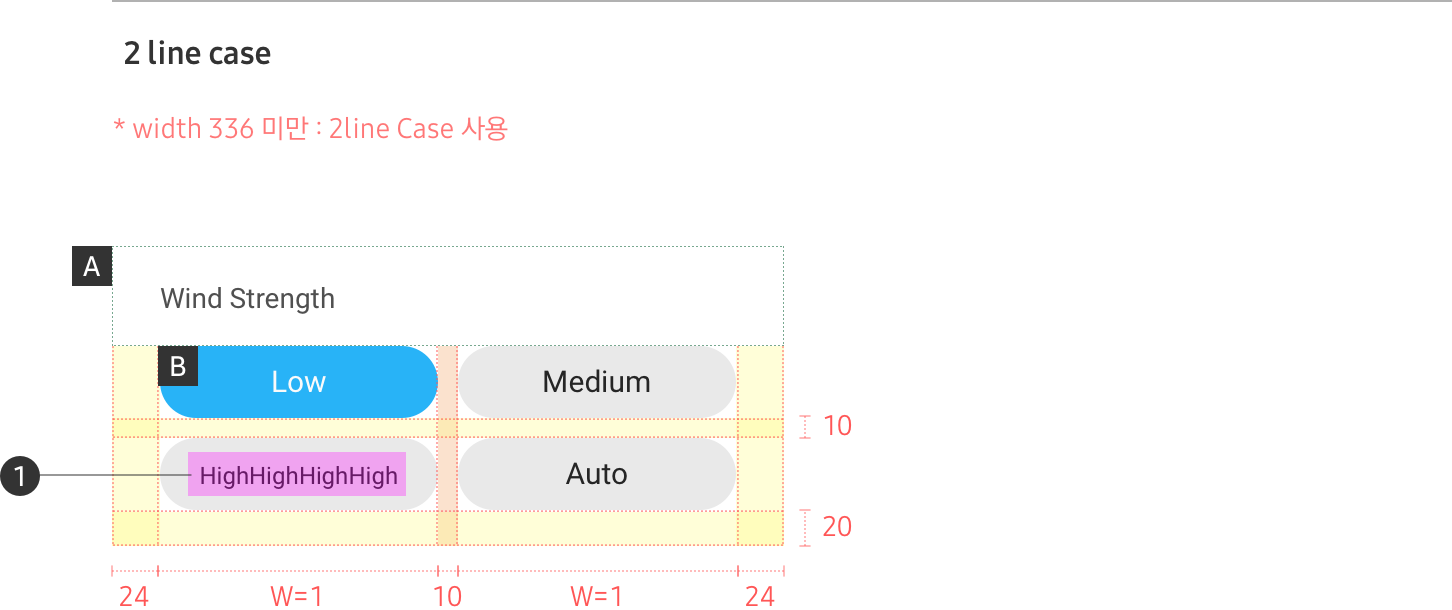 2 line case
* width 336 미만 : 2line Case 사용
A
Wind Strength
B
Low
Medium
10
1
HighHighHighHigh
Auto
20
24
W=1
10
W=1
24